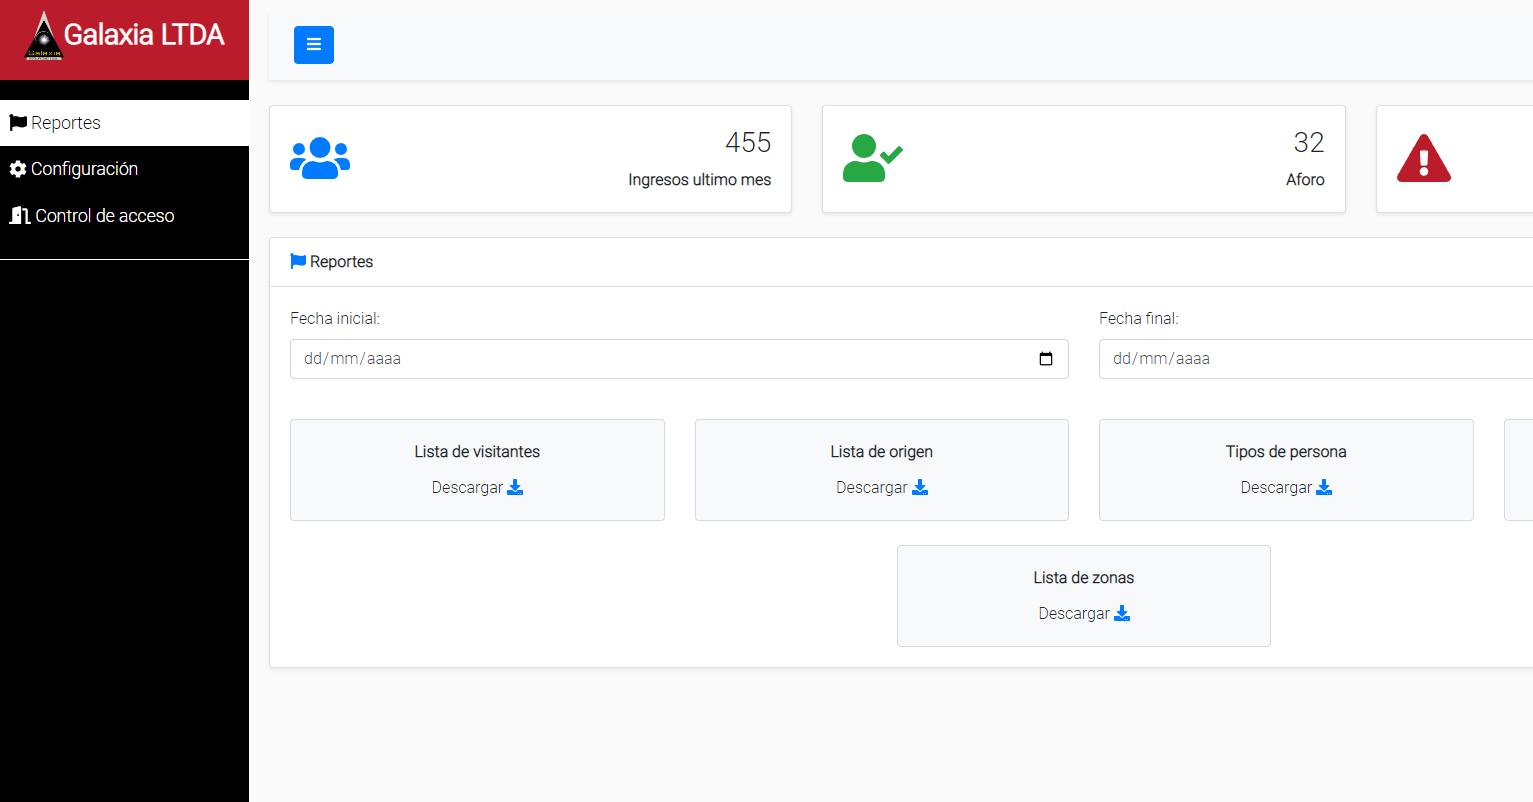 Galaxia LTDA
Galaxia
Reportes
Configuración
Control de acceso
455
Ingresos ultimo mes
32
Aforo
Reportes
Fecha inicial:
Fecha final:
dd/mm/aaaa
dd/mm/aaaa
Lista de visitantes
Descargar
Lista de origen
Descargar
Tipos de persona
Descargar
Lista de zonas
Descargar